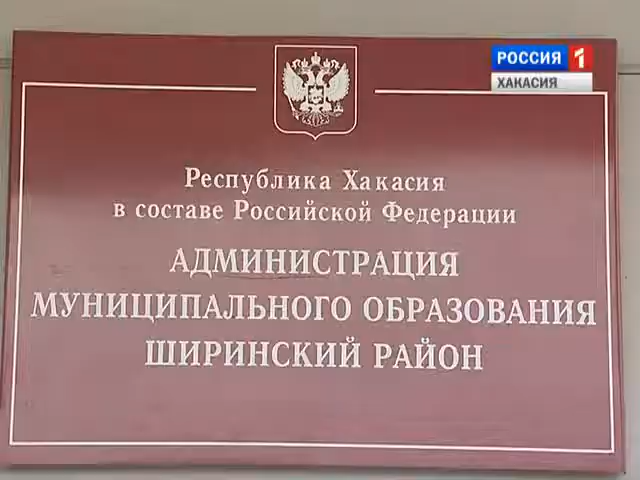 РОССИЯ 1
ХАКАСИЯ
Республика Хакасия
в составе Российской Федерации
АДМИНИСТРАЦИЯ
МУНИЦИПАЛЬНОГО ОБРАЗОВАНИЯ
ШИРИНСКИЙ РАЙОН